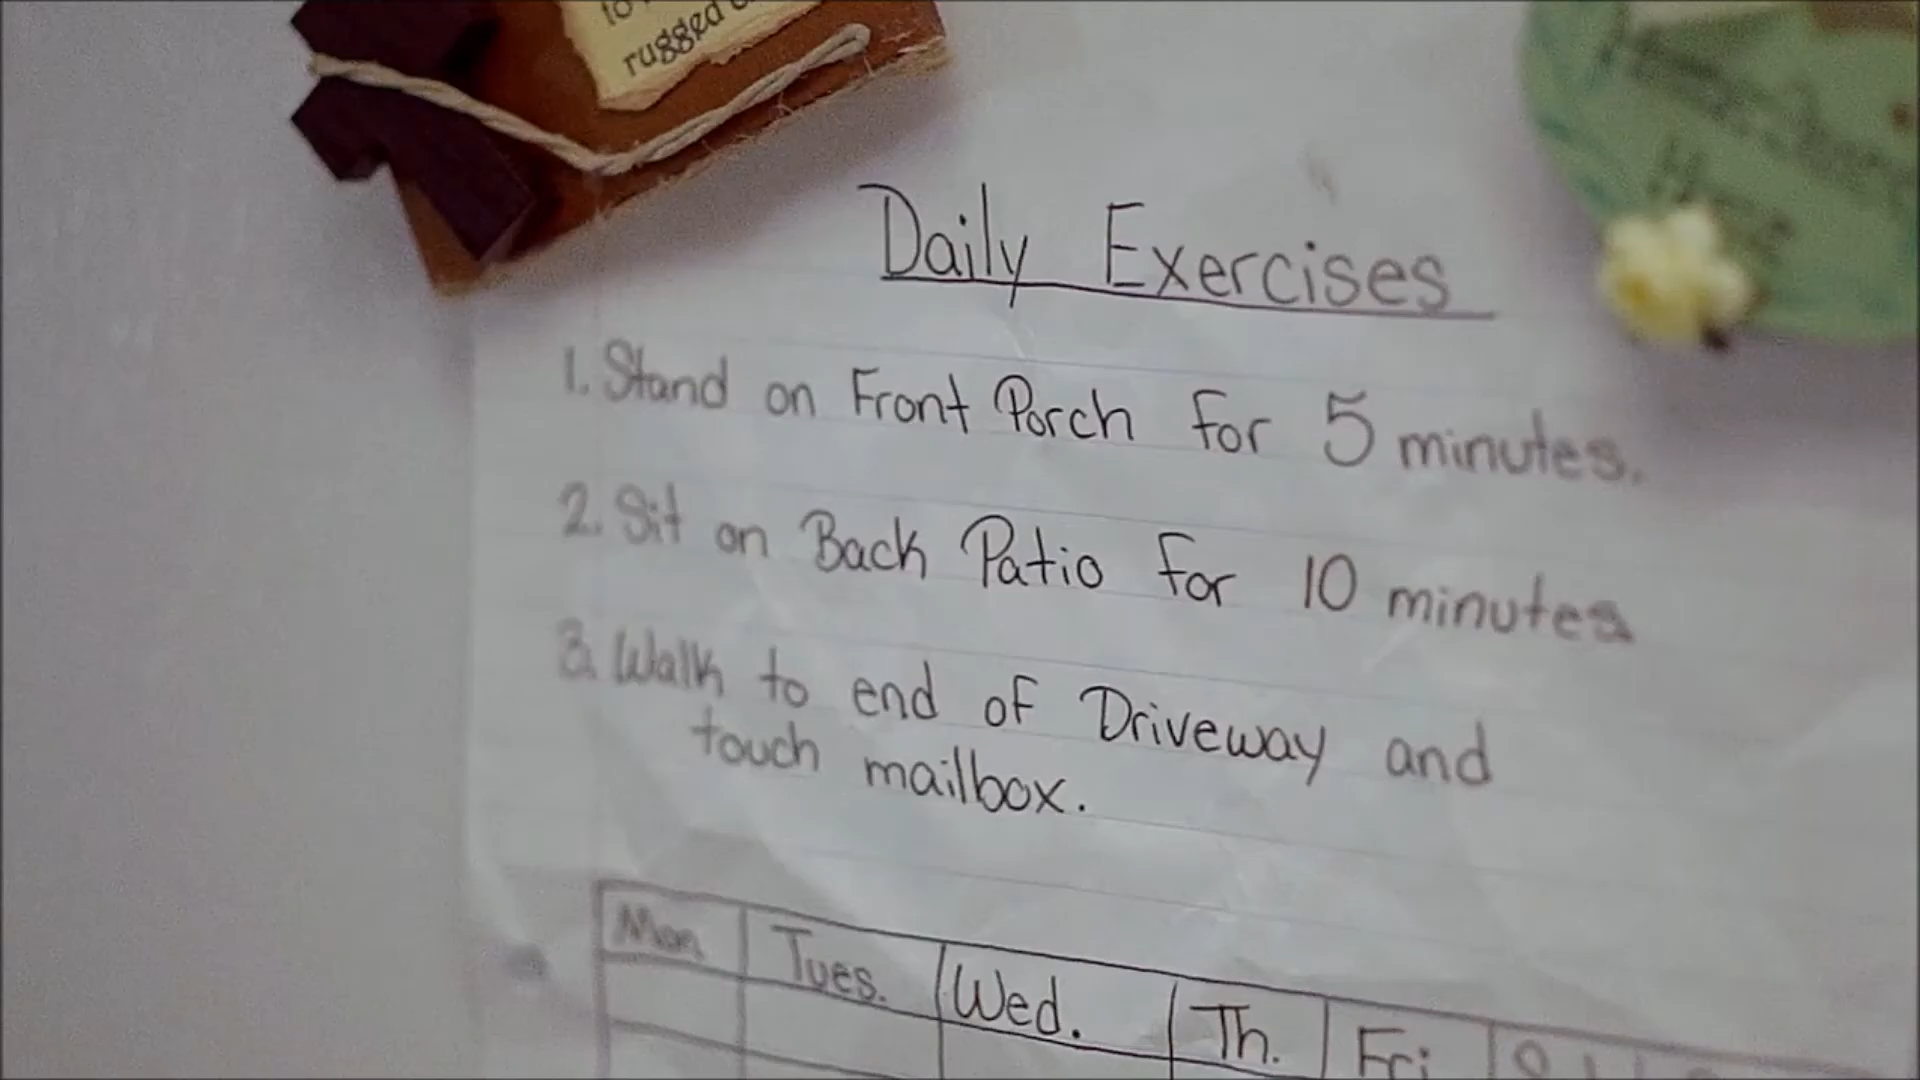 rugged
Daily Exercises
1. Stand on Front Porch for 5 minutes.
2. Sit on Back Patio for 10 minutes
3. Walk to end of Driveway and
touch mailbox.
Mon. Tues. Wed. Th. Fri